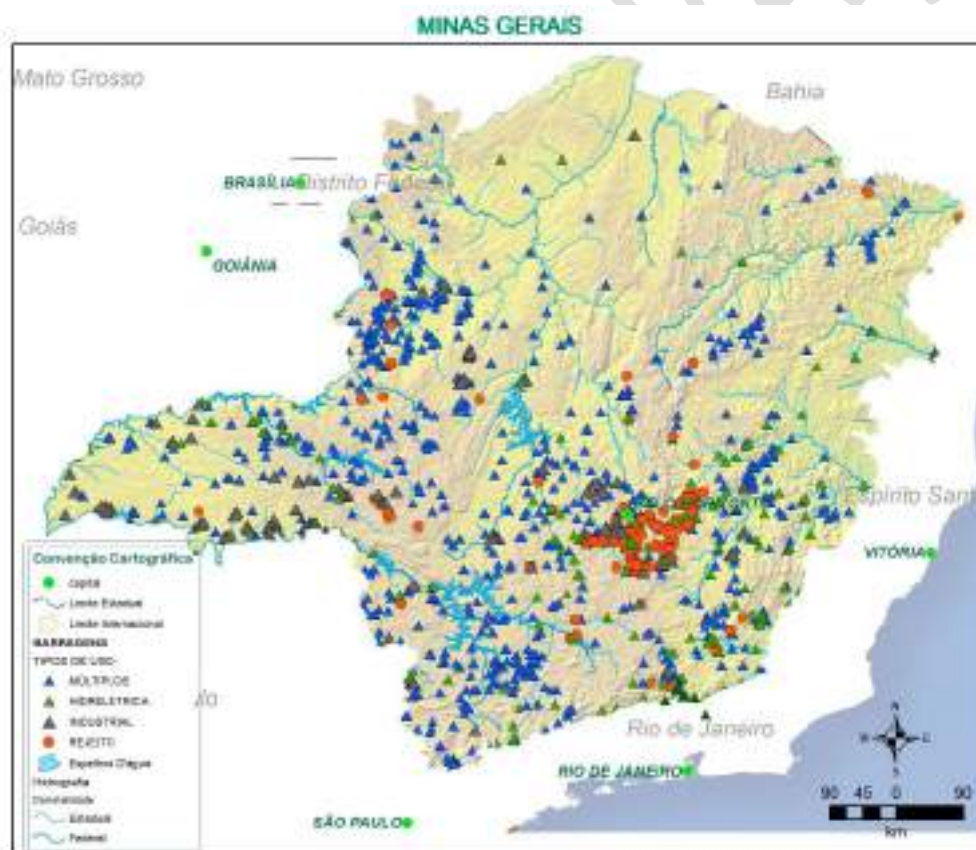 MINAS GERAIS
Mato Grosso
Bahia
BRASÍLIA
Distrito Federal
Goiás
GOIÂNIA
Espírito Sant
VITÓRIA
Convenção Cartográfica
capital
Limite Estadual
Limite Internacional
BARRAGENS
TIPOS DE USO
MÚLTIPLOS
HIDRELÉTRICA
INDUSTRIAL
REJEITO
Espelhos D'água
Hidrografia
Dominialidade
Estadual
Federal
lo
Rio de Janeiro
RIO DE JANEIRO
SÃO PAULO
N
W
E
S
90 45 0 90
km